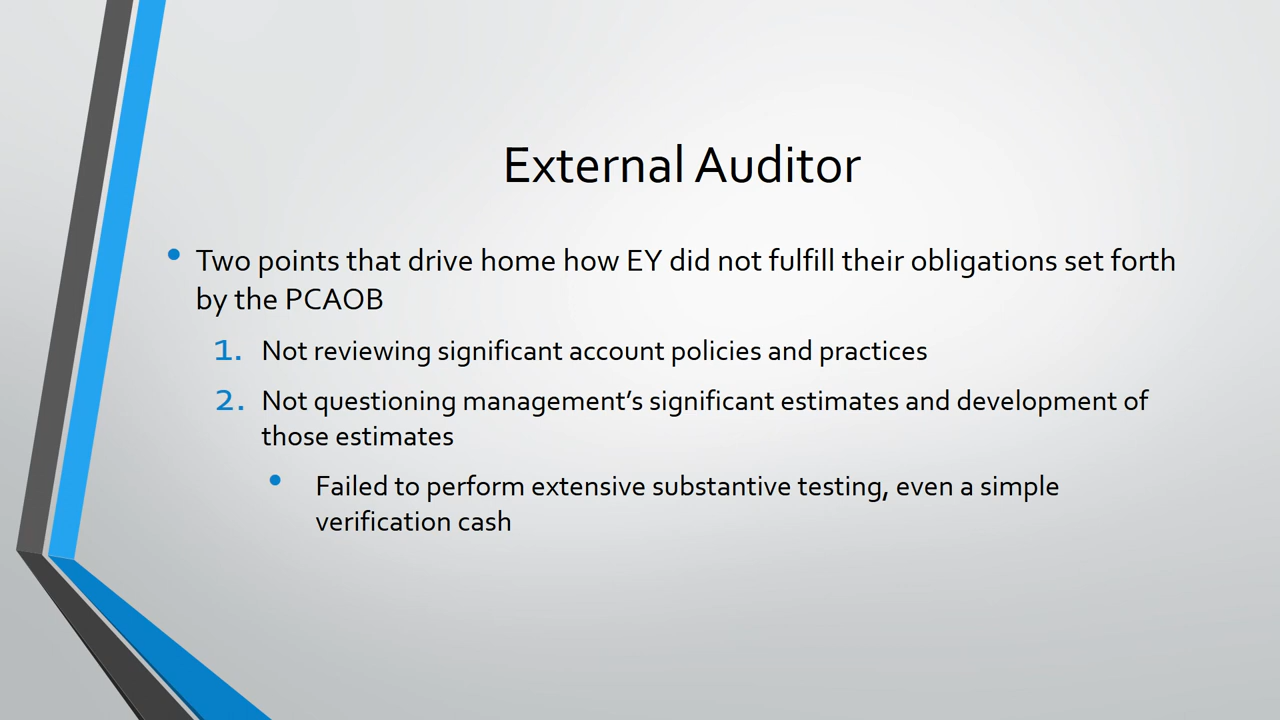 External Auditor
• Two points that drive home how EY did not fulfill their obligations set forth
by the PCAOB
1. Not reviewing significant account policies and practices
2. Not questioning management’s significant estimates and development of
those estimates
• Failed to perform extensive substantive testing, even a simple
verification cash